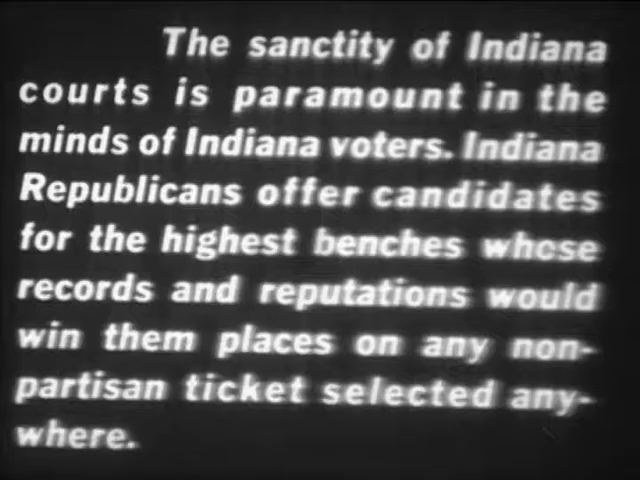 The sanctity of Indiana
courts is paramount in the
minds of Indiana voters. Indiana
Republicans offer candidates
for the highest benches whose
records and reputations would
win them places on any non-
partisan ticket selected any-
where.